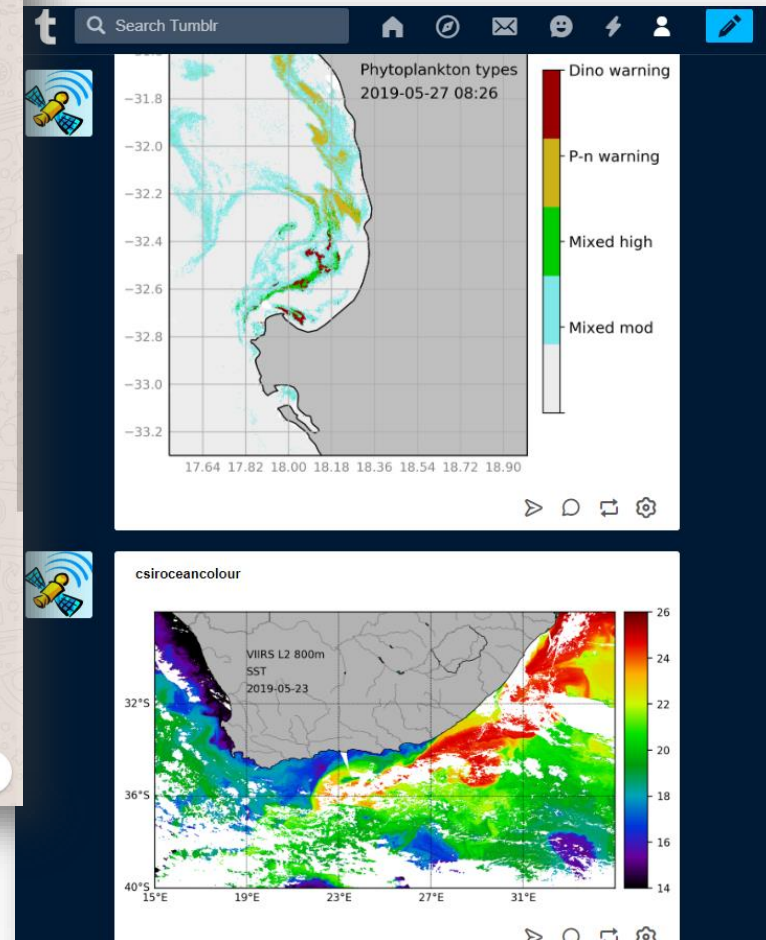 t
Search Tumblr
Phytoplankton types
2019-05-27 08:26
−31.8
−32.0
−32.2
−32.4
−32.6
−32.8
−33.0
−33.2
17.64 17.82 18.00 18.18 18.36 18.54 18.72 18.90
Dino warning
P-n warning
Mixed high
Mixed mod
csiroceancolour
VIIRS L2 800m
SST
2019-05-23
32°S
36°S
40°S
15°E 19°E 23°E 27°E 31°E
26
24
22
20
18
16
14